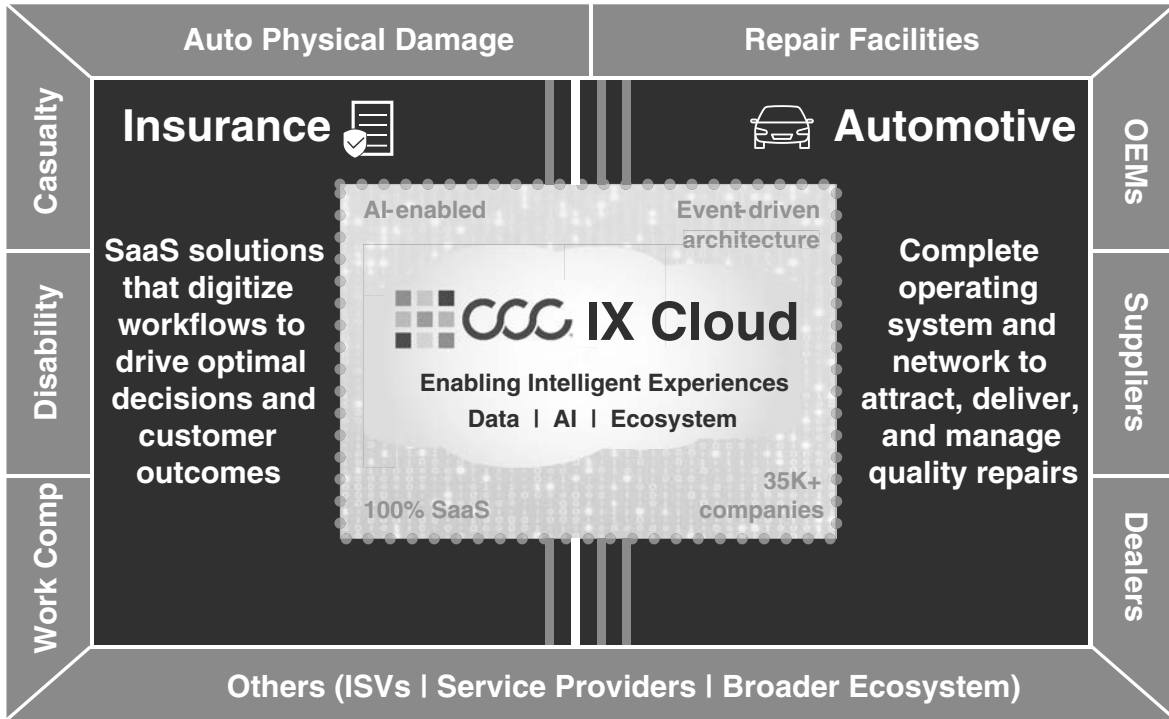 Auto Physical Damage
Repair Facilities
Casualty
Disability
Work Comp
Insurance
SaaS solutions
that digitize
workflows to
drive optimal
decisions and
customer
outcomes
AI-enabled
Event-driven
architecture
CCC IX Cloud
Enabling Intelligent Experiences
Data | AI | Ecosystem
100% SaaS
35K+
companies
Automotive
Complete
operating
system and
network to
attract, deliver,
and manage
quality repairs
OEMs
Suppliers
Dealers
Others (ISVs | Service Providers | Broader Ecosystem)